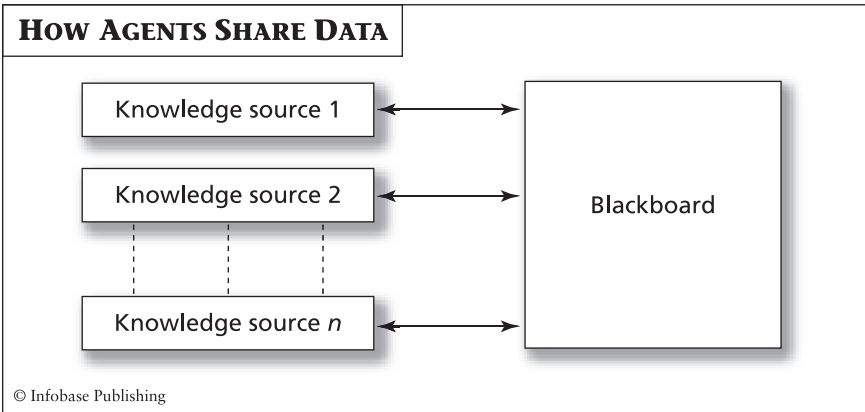 HOW AGENTS SHARE DATA
Knowledge source 1
Knowledge source 2
Blackboard
Knowledge source n
© Infobase Publishing